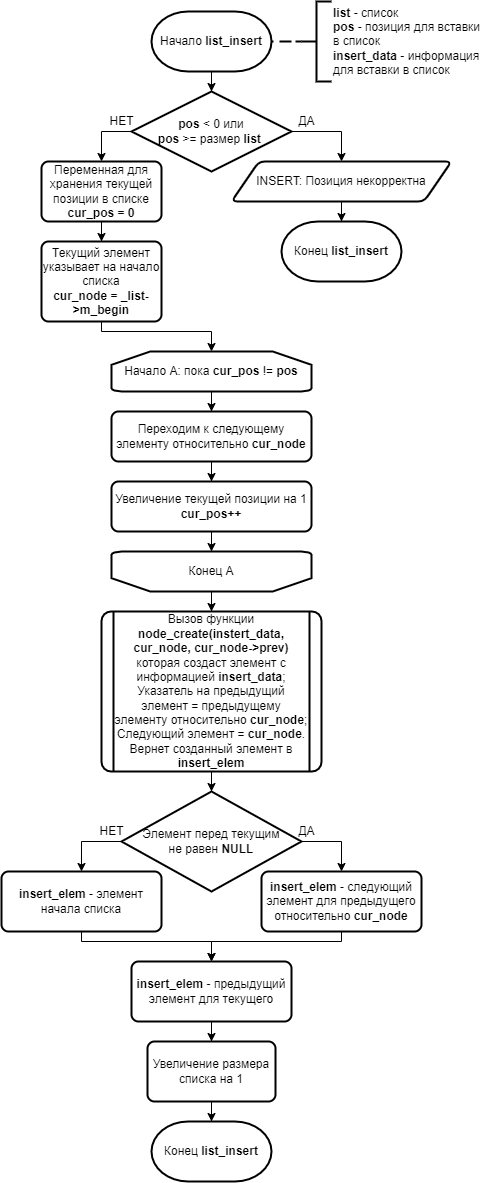 Начало list_insert
list - список
pos - позиция для вставки
в список
insert_data - информация
для вставки в список
НЕТ
pos < 0 или
pos >= размер list
ДА
Переменная для
хранения текущей
позиции в списке
cur_pos = 0
INSERT: Позиция некорректна
Текущий элемент
указывает на начало
списка
cur_node = _list-
>m_begin
Конец list_insert
Начало А: пока cur_pos != pos
Переходим к следующему
элементу относительно cur_node
Увеличение текущей позиции на 1
cur_pos++
Конец А
Вызов функции
node_create(instert_data,
cur_node, cur_node->prev)
которая создаст элемент с
информацией insert_data;
Указатель на предыдущий
элемент = предыдущему
элементу относительно cur_node;
Следующий элемент = cur_node.
Вернет созданный элемент в
insert_elem
НЕТ
Элемент перед текущим
не равен NULL
ДА
insert_elem - элемент
начала списка
insert_elem - следующий
элемент для предыдущего
относительно cur_node
insert_elem - предыдущий
элемент для текущего
Увеличение размера
списка на 1
Конец list_insert